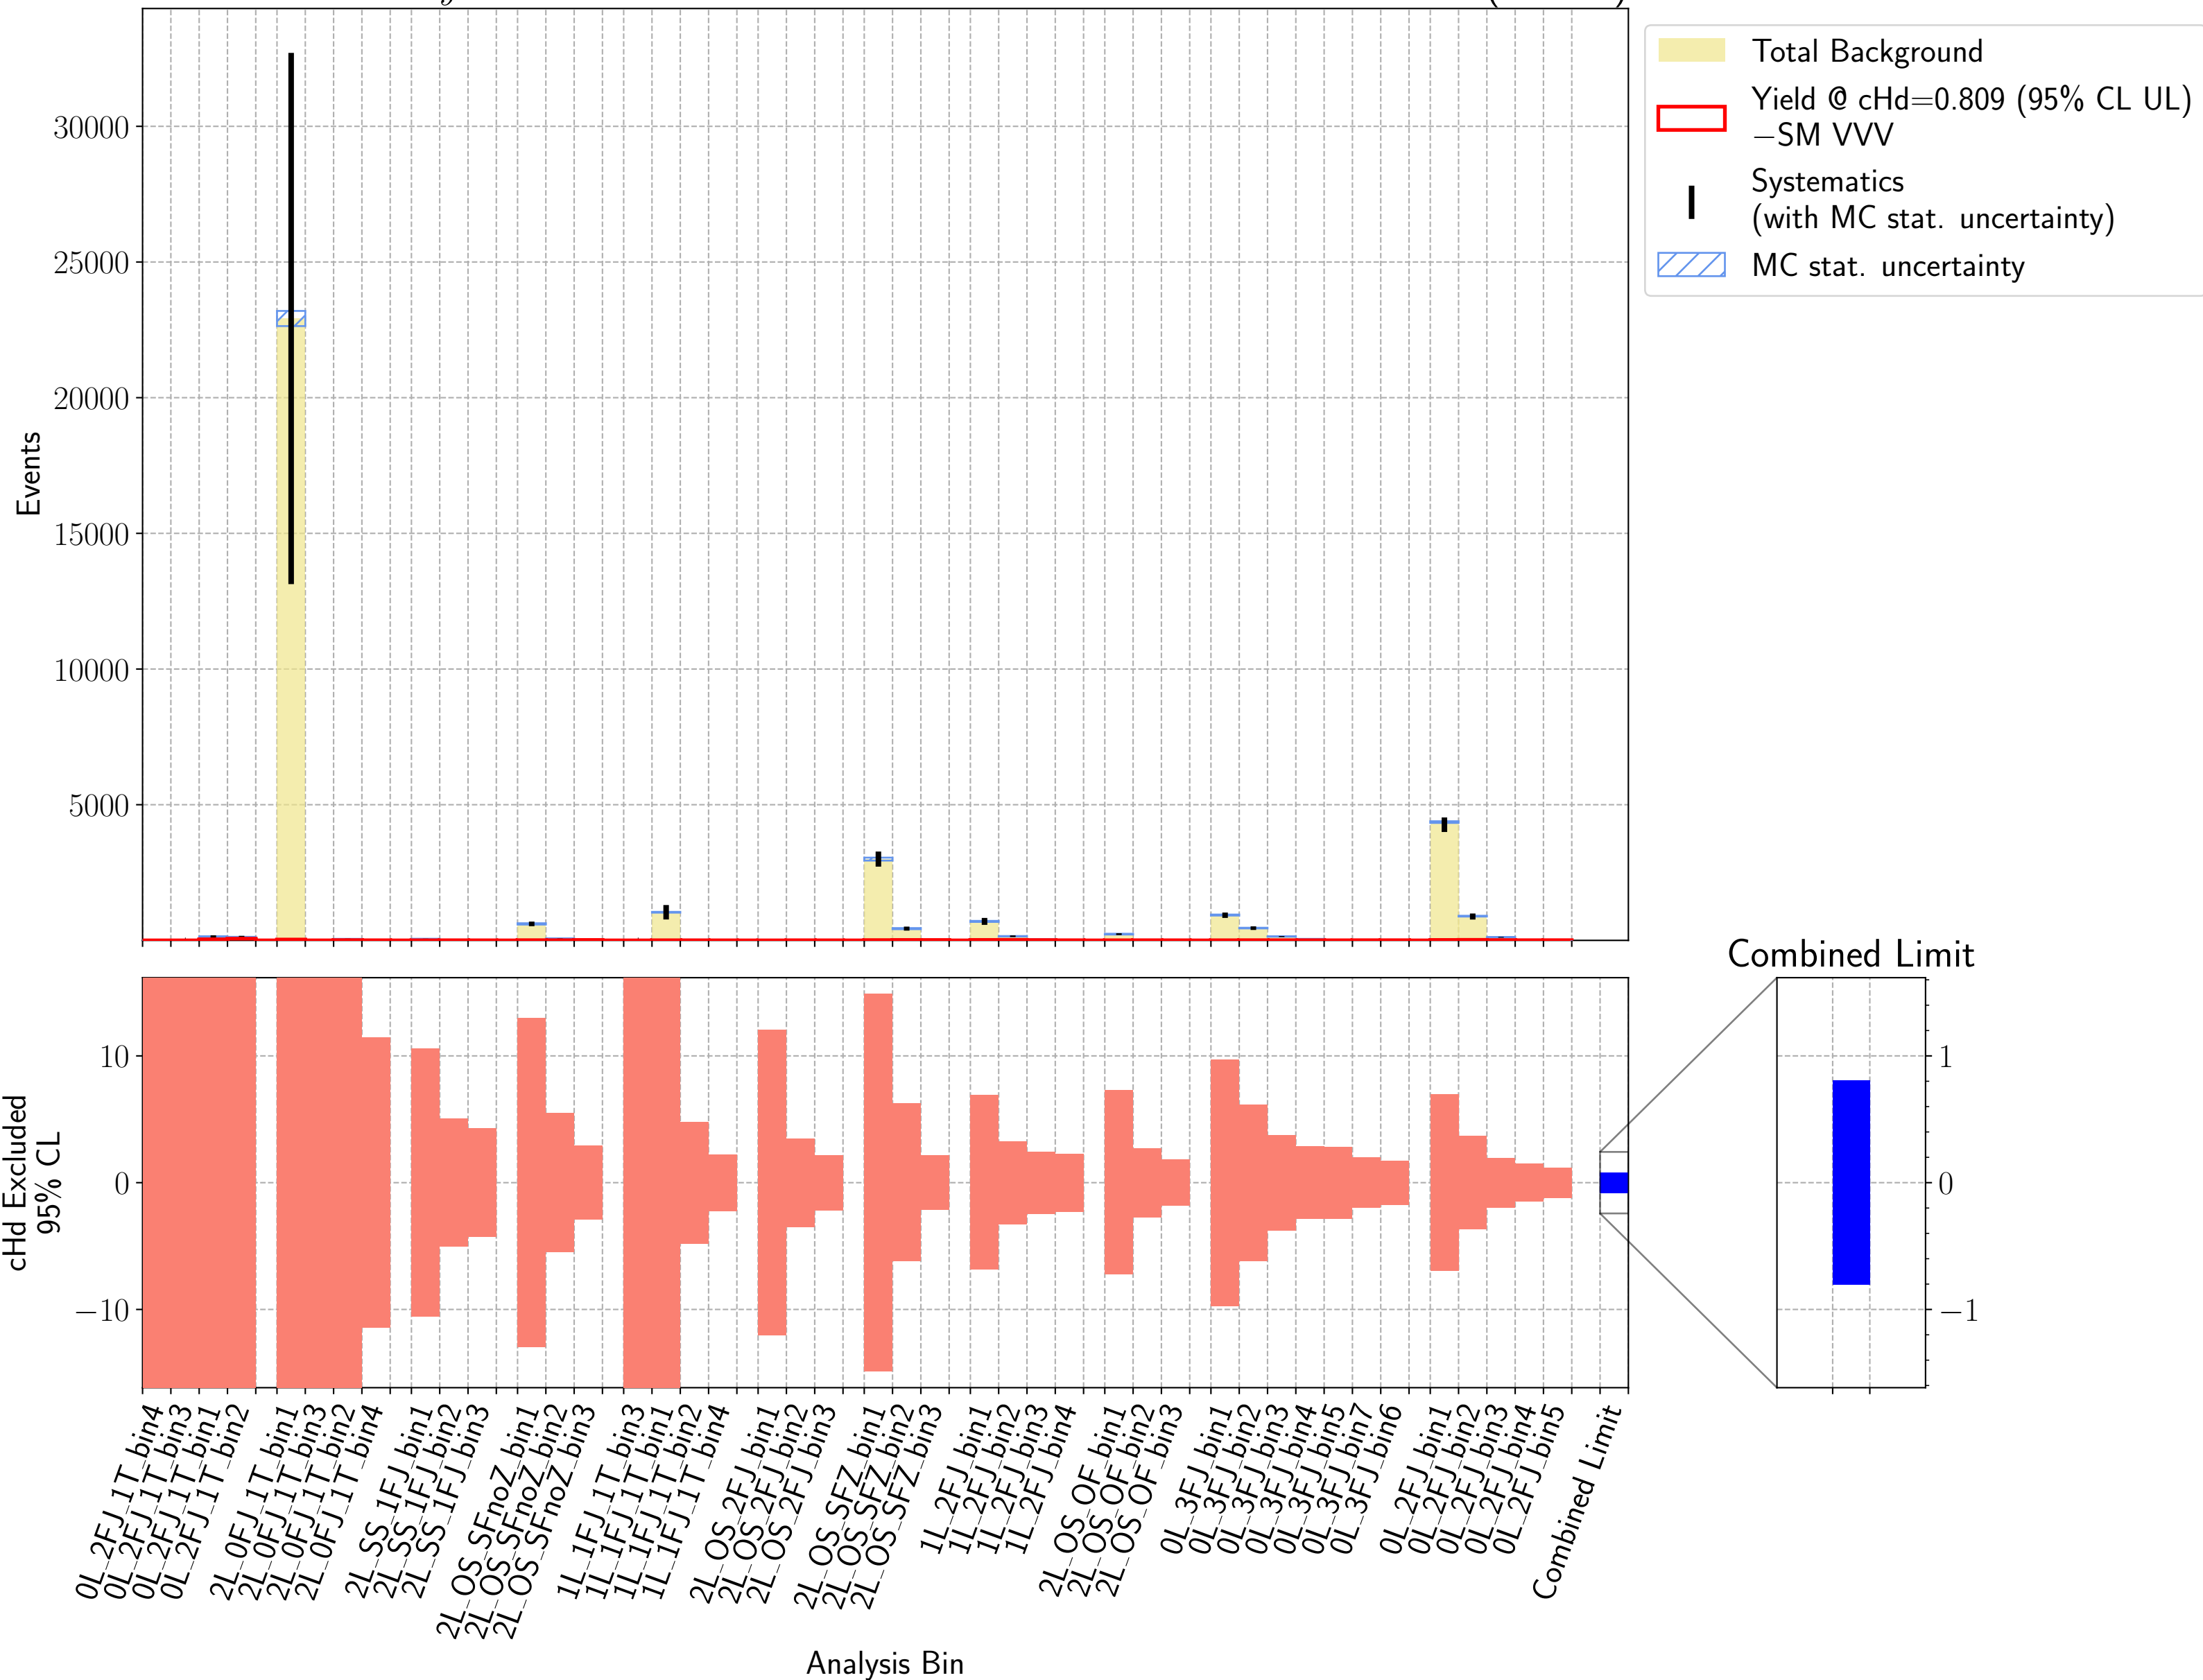 Total Background
Yield @ cHd=0.809 (95% CL UL)
−SM VVV
Systematics
(with MC stat. uncertainty)
MC stat. uncertainty
30000
25000
20000
15000
10000
5000
Events
Combined Limit
10
0
−10
cHd Excluded
95% CL
1
0
−1
0L_2FJ_1T_bin4
0L_2FJ_1T_bin3
0L_2FJ_1T_bin1
0L_2FJ_1T_bin2
2L_0FJ_1T_bin1
2L_0FJ_1T_bin3
2L_0FJ_1T_bin2
2L_0FJ_1T_bin4
2L_SS_1FJ_bin1
2L_SS_1FJ_bin2
2L_SS_1FJ_bin3
2L_OS_SFnoZ_bin1
2L_OS_SFnoZ_bin2
2L_OS_SFnoZ_bin3
1L_1FJ_1T_bin3
1L_1FJ_1T_bin1
1L_1FJ_1T_bin2
1L_1FJ_1T_bin4
2L_OS_2FJ_bin1
2L_OS_2FJ_bin2
2L_OS_2FJ_bin3
2L_OS_SFZ_bin1
2L_OS_SFZ_bin2
2L_OS_SFZ_bin3
1L_2FJ_bin1
1L_2FJ_bin2
1L_2FJ_bin3
1L_2FJ_bin4
2L_OS_OF_bin1
2L_OS_OF_bin2
2L_OS_OF_bin3
0L_3FJ_bin1
0L_3FJ_bin2
0L_3FJ_bin3
0L_3FJ_bin4
0L_3FJ_bin5
0L_3FJ_bin7
0L_3FJ_bin6
0L_2FJ_bin1
0L_2FJ_bin2
0L_2FJ_bin3
0L_2FJ_bin4
0L_2FJ_bin5
Combined Limit
Analysis Bin